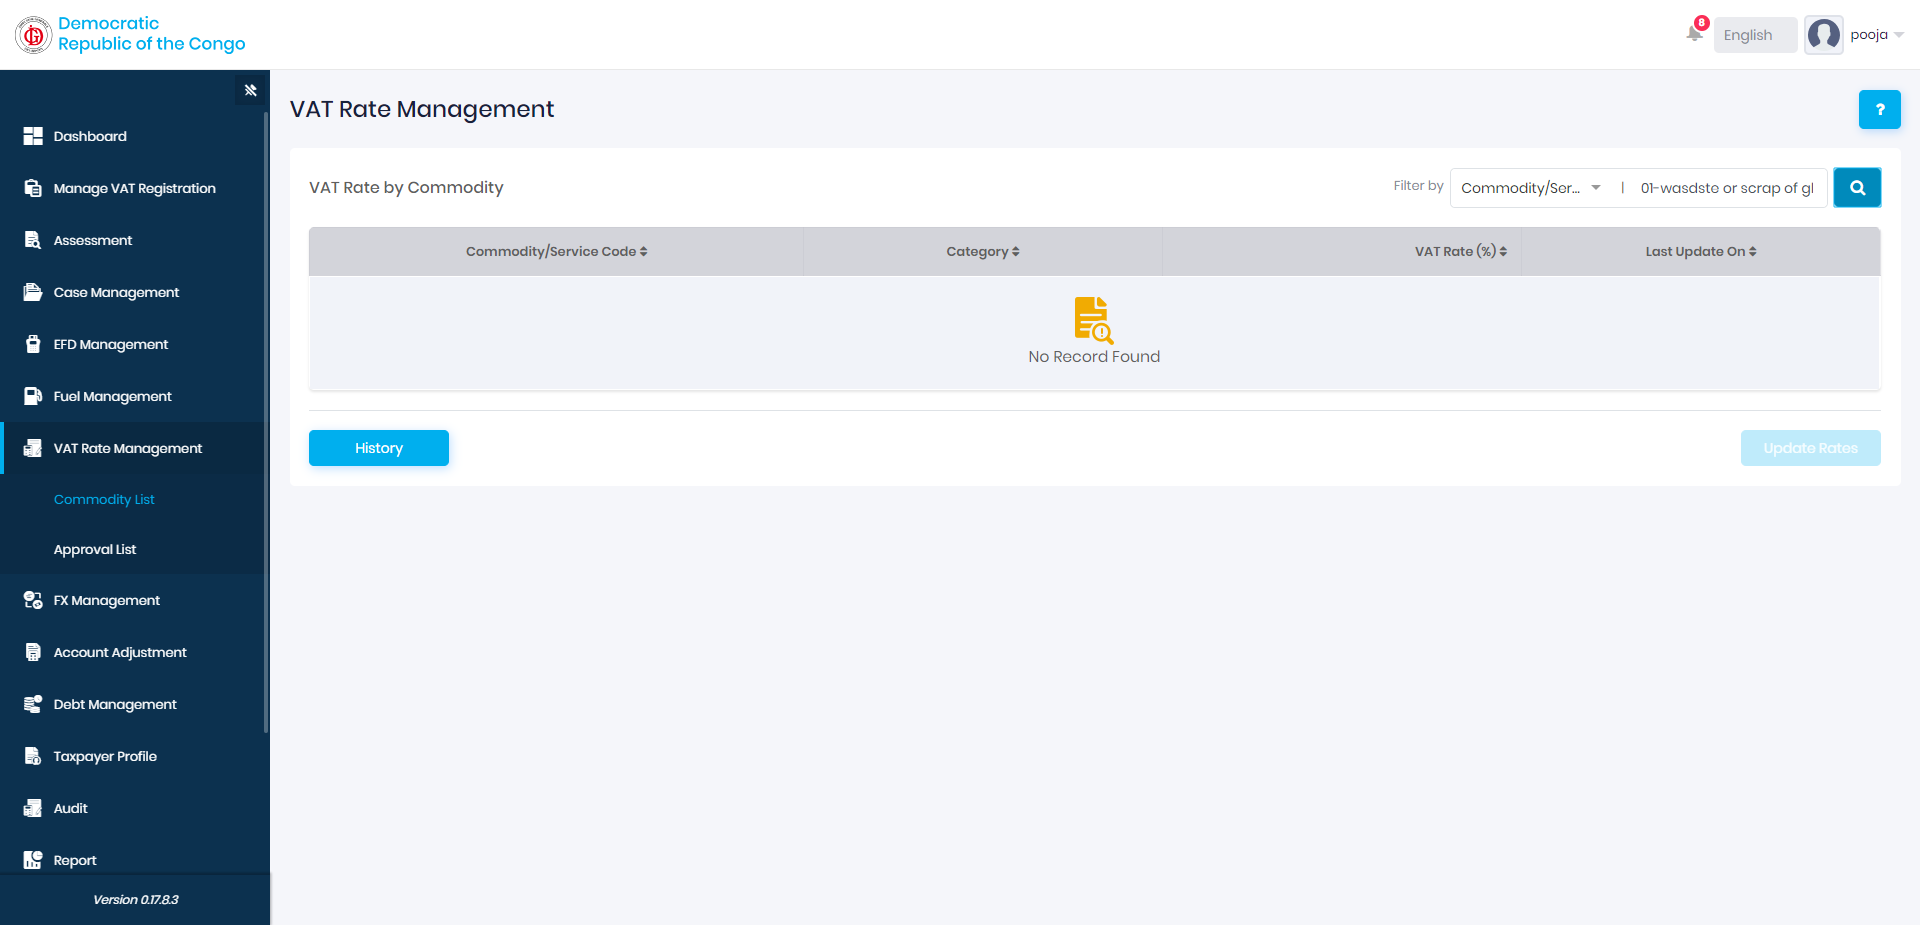 Democratic
Republic of the Congo
8
English
pooja
Dashboard
Manage VAT Registration
Assessment
Case Management
EFD Management
Fuel Management
VAT Rate Management
Commodity List
Approval List
FX Management
Account Adjustment
Debt Management
Taxpayer Profile
Audit
Report
Version 0.17.8.3
VAT Rate Management
?
VAT Rate by Commodity
Filter by
Commodity/Ser... | 01-wasdste or scrap of gl
Commodity/Service Code Category VAT Rate (%) Last Update On
No Record Found
History
Update Rates